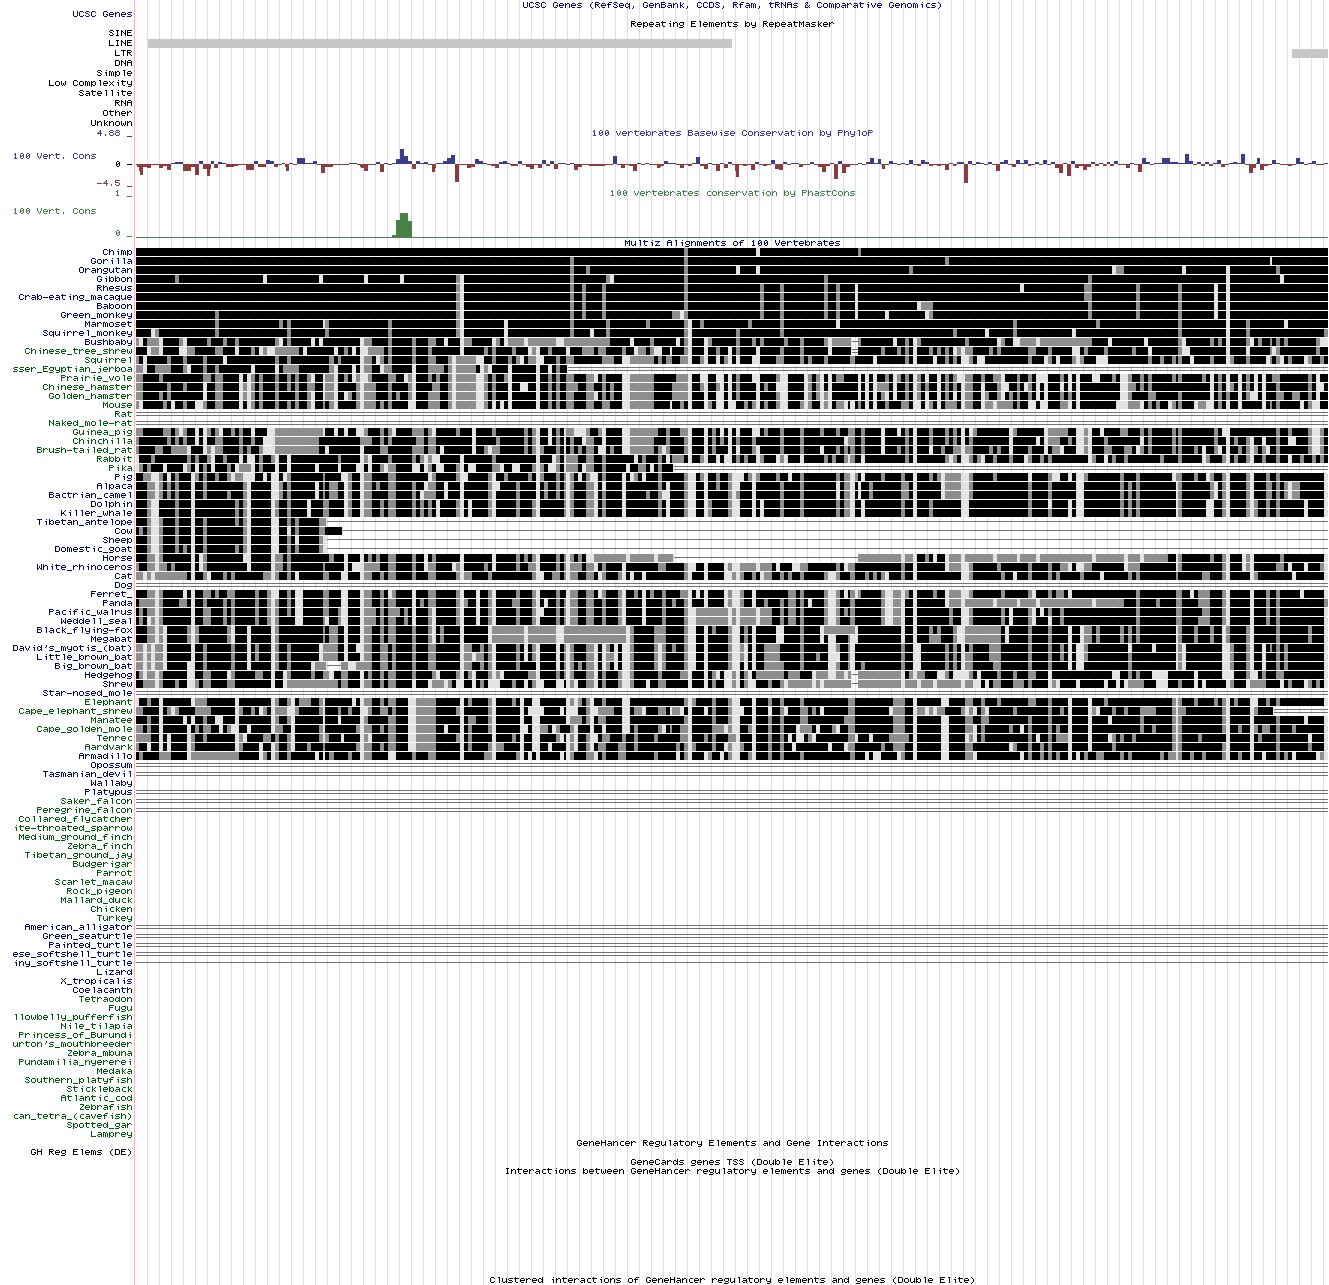 UCSC Genes (RefSeq, GenBank, CCDS, Rfam, tRNAs & Comparative Genomics)
UCSC Genes
Repeating Elements by RepeatMasker
SINE
LINE
LTR
DNA
Simple
Low Complexity
Satellite
RNA
Other
Unknown
4.88 _
100 vertebrates Basewise Conservation by PhyloP
100 Vert. Cons
0 _
-4.5 _
1 _
100 vertebrates conservation by PhastCons
100 Vert. Cons
0 _
Multiz Alignments of 100 Vertebrates
Chimp
Gorilla
Orangutan
Gibbon
Rhesus
Crab-eating_macaque
Baboon
Green_monkey
Marmoset
Squirrel_monkey
Bushbaby
Chinese_tree_shrew
Squirrel
sser_Egyptian_jerboa
Prairie_vole
Chinese_hamster
Golden_hamster
Mouse
Rat
Naked_mole-rat
Guinea_pig
Chinchilla
Brush-tailed_rat
Rabbit
Pika
Pig
Alpaca
Bactrian_camel
Dolphin
Killer_whale
Tibetan_antelope
Cow
Sheep
Domestic_goat
Horse
White_rhinoceros
Cat
Dog
Ferret_
Panda
Pacific_walrus
Weddell_seal
Black_flying-fox
Megabat
David's_myotis_(bat)
Little_brown_bat
Big_brown_bat
Hedgehog
Shrew
Star-nosed_mole
Elephant
Cape_elephant_shrew
Manatee
Cape_golden_mole
Tenrec
Aardvark
Armadillo
Opossum
Tasmanian_devil
Wallaby
Platypus
Saker_falcon
Peregrine_falcon
Collared_flycatcher
ite-throated_sparrow
Medium_ground_finch
Zebra_finch
Tibetan_ground_jay
Budgerigar
Parrot
Scarlet_macaw
Rock_pigeon
Mallard_duck
Chicken
Turkey
American_alligator
Green_seaturtle
Painted_turtle
ese_softshell_turtle
iny_softshell_turtle
Lizard
X_tropicalis
Coelacanth
Tetraodon
Fugu
llowbelly_pufferfish
Nile_tilapia
Princess_of_Burundi
urton's_mouthbreeder
Zebra_mbuna
Pundamilia_nyererei
Medaka
Southern_platyfish
Stickleback
Atlantic_cod
Zebrafish
can_tetra_(cavefish)
Spotted_gar
Lamprey
GeneHancer Regulatory Elements and Gene Interactions
GH Reg Elems (DE)
GeneCards genes TSS (Double Elite)
Interactions between GeneHancer regulatory elements and genes (Double Elite)
Clustered interactions of GeneHancer regulatory elements and genes (Double Elite)